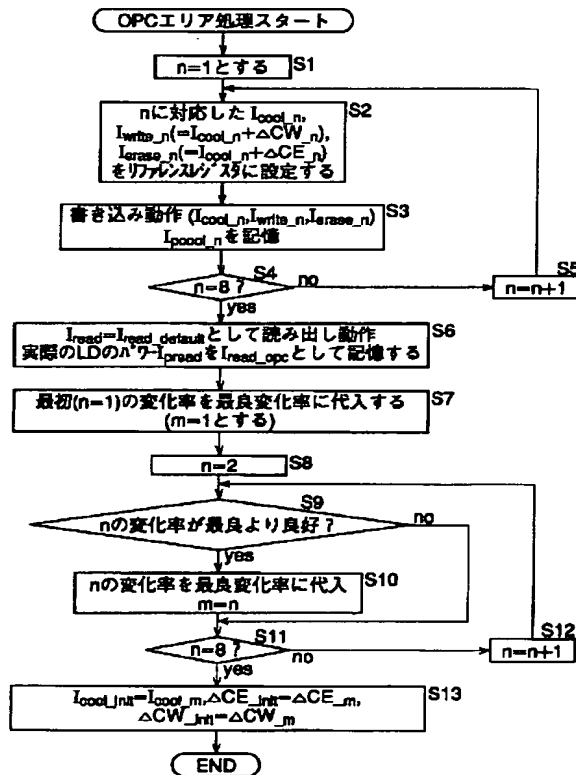 OPCエリア処理スタート
n=1とする
S1
nに対応した I_cool_n,
S2
I_write_n(=I_cool_n+△CW_n),
I_erase_n(=I_cool_n+△CE_n)
をリファレンスレジスタに設定する
書き込み動作 (I_cool_n,I_write_n,I_erase_n)
S3
I_pcool_nを記憶
n=8 ?
S4
no
yes
n=n+1
S5
I_read=I_read_defaultとして読み出し動作
S6
実際のLDのパワーI_preadをI_read_opcとして記憶する
最初(n=1)の変化率を最良変化率に代入する
S7
(m=1とする)
n=2
S8
S9
nの変化率が最良より良好 ?
no
yes
nの変化率を最良変化率に代入
S10
m=n
n=8 ?
S11
no
yes
n=n+1
S12
I_cool_init=I_cool_m,△CE_init=△CE_m,
S13
△CW_init=△CW_m
END